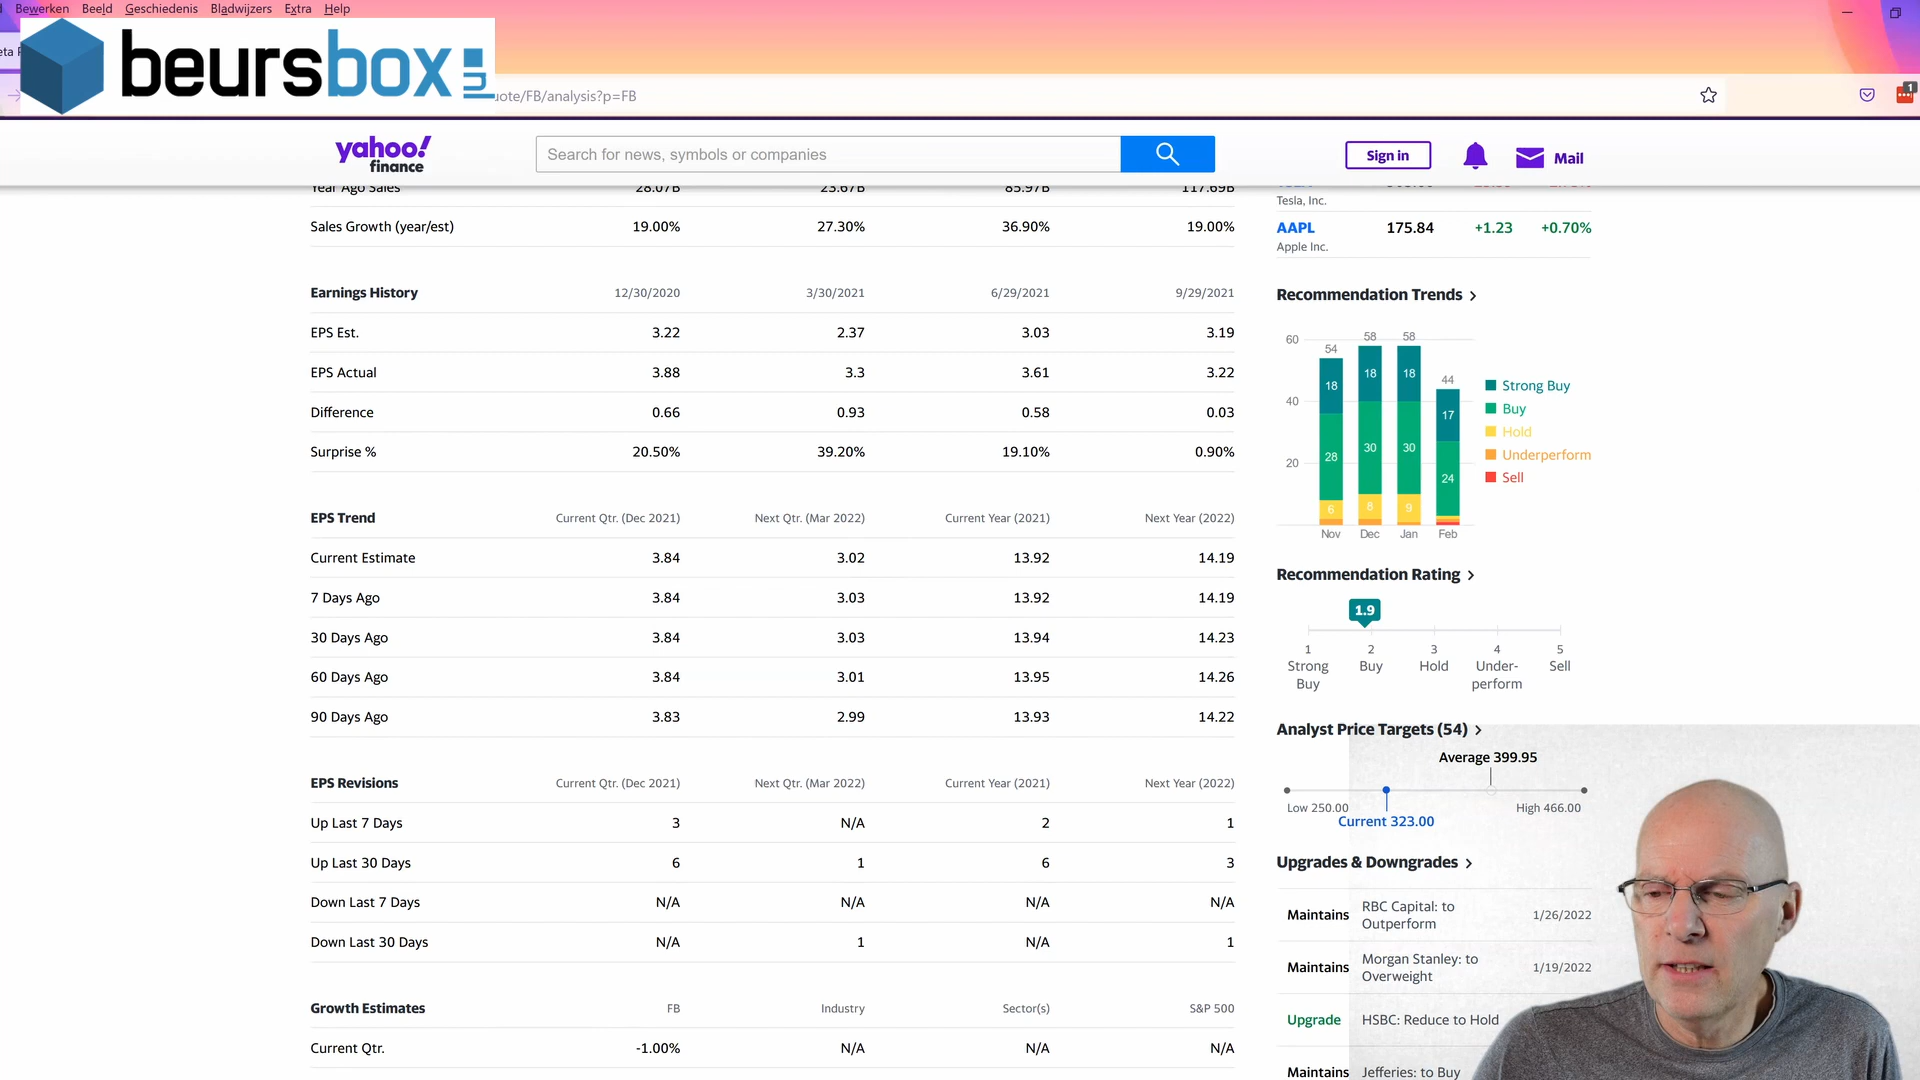 Bewerken Beeld Geschiedenis Bladwijzers Extra Help
beursbox.nl
ote/FB/analysis?p=FB
1
yahoo!
finance
Search for news, symbols or companies
Sign in
Mail
Year Ago Sales 28.07B 23.67B 85.97B 117.69B
Sales Growth (year/est) 19.00% 27.30% 36.90% 19.00%
Earnings History 12/30/2020 3/30/2021 6/29/2021 9/29/2021
EPS Est. 3.22 2.37 3.03 3.19
EPS Actual 3.88 3.3 3.61 3.22
Difference 0.66 0.93 0.58 0.03
Surprise % 20.50% 39.20% 19.10% 0.90%
EPS Trend Current Qtr. (Dec 2021) Next Qtr. (Mar 2022) Current Year (2021) Next Year (2022)
Current Estimate 3.84 3.02 13.92 14.19
7 Days Ago 3.84 3.03 13.92 14.19
30 Days Ago 3.84 3.03 13.94 14.23
60 Days Ago 3.84 3.01 13.95 14.26
90 Days Ago 3.83 2.99 13.93 14.22
EPS Revisions Current Qtr. (Dec 2021) Next Qtr. (Mar 2022) Current Year (2021) Next Year (2022)
Up Last 7 Days 3 N/A 2 1
Up Last 30 Days 6 1 6 3
Down Last 7 Days N/A N/A N/A N/A
Down Last 30 Days N/A 1 N/A 1
Growth Estimates FB Industry Sector(s) S&P 500
Current Qtr. -1.00% N/A N/A N/A
Tesla, Inc.
AAPL 175.84 +1.23 +0.70%
Apple Inc.
Recommendation Trends
60 40 20
54 58 58 44
18 18 18 17
28 30 30 24
6 8 9
Nov Dec Jan Feb
Strong Buy
Buy
Hold
Underperform
Sell
Recommendation Rating
1.9
1 2 3 4 5
Strong Buy Buy Hold Under-perform Sell
Analyst Price Targets (54)
Average 399.95
Low 250.00 High 466.00
Current 323.00
Upgrades & Downgrades
Maintains RBC Capital: to Outperform 1/26/2022
Maintains Morgan Stanley: to Overweight 1/19/2022
Upgrade HSBC: Reduce to Hold
Maintains Jefferies: to Buy